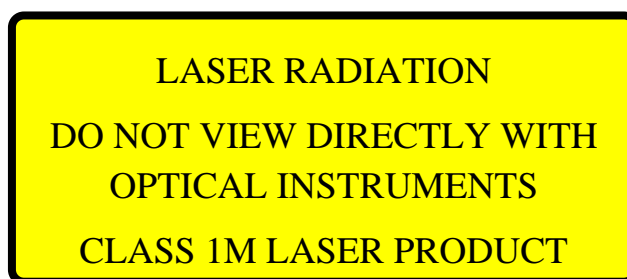 LASER RADIATION
DO NOT VIEW DIRECTLY WITH
OPTICAL INSTRUMENTS
CLASS 1M LASER PRODUCT